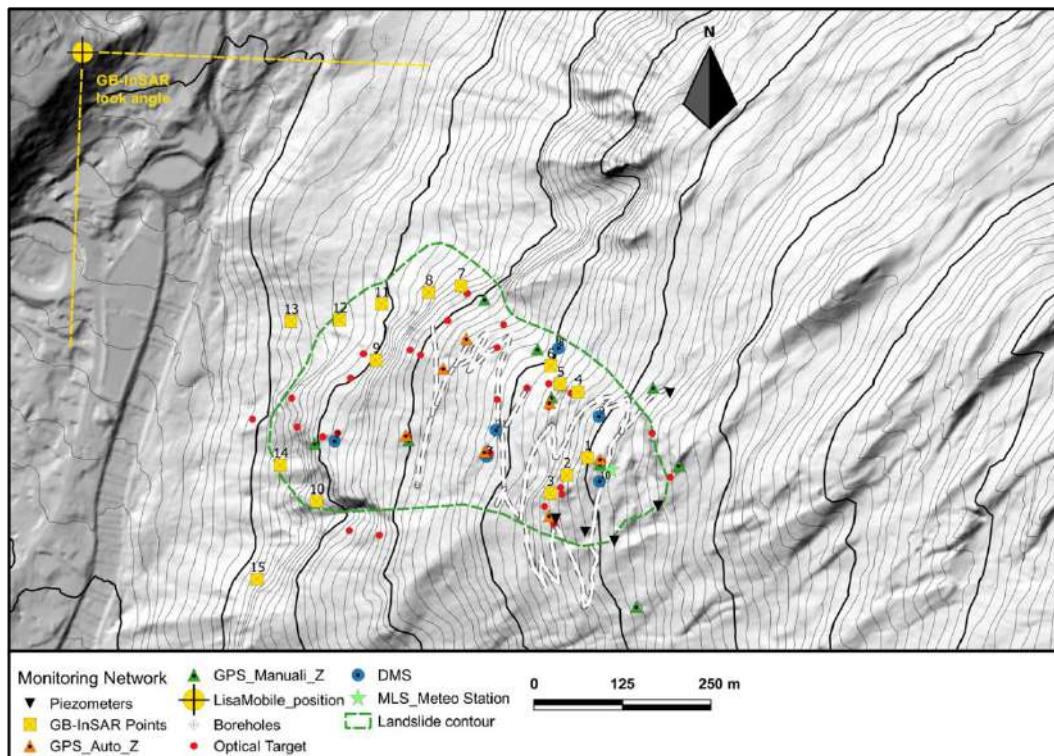 N
GB-InSAR
look angle
7
8
11
12
13
9
6
5
4
1
2
3
14
10
15
Monitoring Network
Piezometers
GB-InSAR Points
GPS_Auto_Z
GPS_Manuali_Z
LisaMobile_position
Boreholes
Optical Target
DMS
MLS_Meteo Station
Landslide contour
0 125 250 m